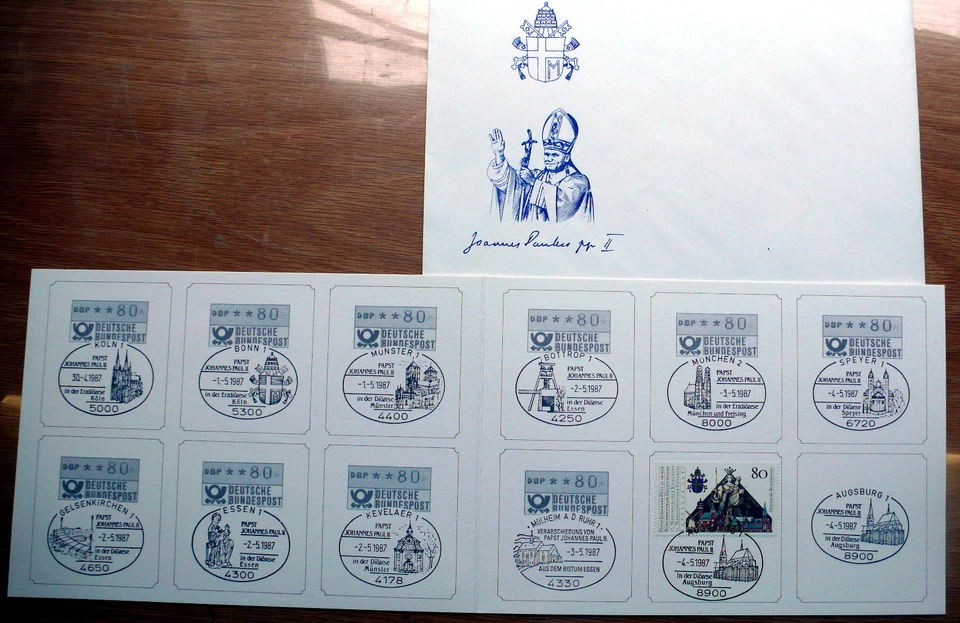 M
Joannes Paulus pp II
DBP **80
DEUTSCHE
BUNDESPOST
KÖLN 1
PAPST
JOHANNES PAUL II
30.-4.1987
in der Erzdiözese
Köln
5000
DBP **80
DEUTSCHE
BUNDESPOST
BONN 1
PAPST
JOHANNES PAUL II
-1.-5.1987
in der Erzdiözese
Köln
5300
DBP **80
DEUTSCHE
BUNDESPOST
MÜNSTER 1
PAPST
JOHANNES PAUL II
-1.-5.1987
in der Diözese
Münster
4400
DBP **80
DEUTSCHE
BUNDESPOST
BOTTROP 1
PAPST
JOHANNES PAUL II
-2.-5.1987
in der Diözese
Essen
4250
DBP **80
DEUTSCHE
BUNDESPOST
MÜNCHEN 2
PAPST
JOHANNES PAUL II
-3.-5.1987
in der Erzdiözese
München und Freising
8000
DBP **80
DEUTSCHE
BUNDESPOST
SPEYER 1
PAPST
JOHANNES PAUL II
-4.-5.1987
in der Diözese
Speyer
6720
DBP **80
DEUTSCHE
BUNDESPOST
GELSENKIRCHEN 1
PAPST
JOHANNES PAUL II
-2.-5.1987
in der Diözese
Essen
4650
DBP **80
DEUTSCHE
BUNDESPOST
ESSEN 1
PAPST
JOHANNES PAUL II
-2.-5.1987
in der Diözese
Essen
4300
DBP **80
DEUTSCHE
BUNDESPOST
KEVELAER 1
PAPST
JOHANNES PAUL II
-2.-5.1987
in der Diözese
Münster
4178
DBP **80
DEUTSCHE
BUNDESPOST
MÜLHEIM A D RUHR 1
VERABSCHIEDUNG VON
PAPST JOHANNES PAUL II.
-3.-5.1987
AUS DEM BISTUM ESSEN
4330
80
PAPST
JOHANNES PAUL II
-4.-5.1987
in der Diözese
Augsburg
8900
AUGSBURG 1
PAPST
JOHANNES PAUL II
-4.-5.1987
in der Diözese
Augsburg
8900